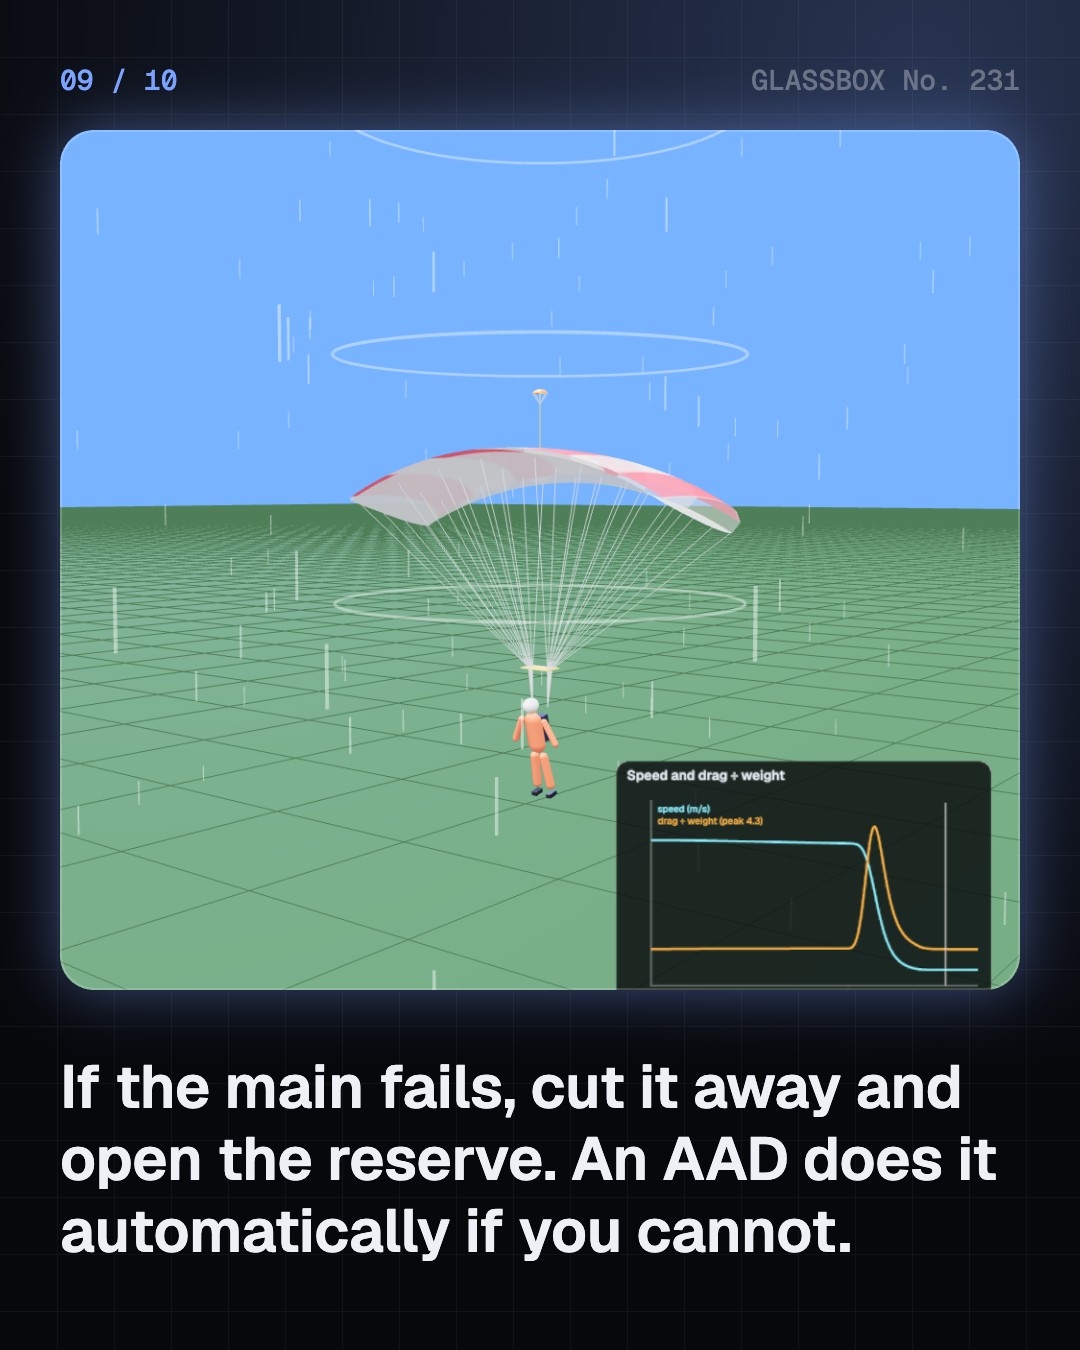 09 / 10
GLASSBOX No. 231
Speed and drag ÷ weight
speed (m/s)
drag ÷ weight (peak 4.3)
If the main fails, cut it away and
open the reserve. An AAD does it
automatically if you cannot.